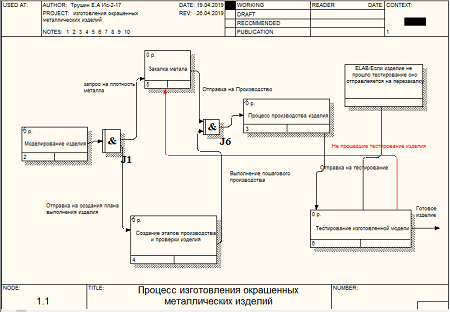 USED AT:
AUTHOR: Трушин Е.А Ис-2-17
DATE: 19.04.2019
WORKING
READER
DATE
CONTEXT:
PROJECT: изготовления окрашенных
металлических изделий
REV: 25.04.2019
DRAFT
RECOMMENDED
NOTES: 1 2 3 4 5 6 7 8 9 10
PUBLICATION
1
0 р.
Закалка метала
5
запрос на плотность
металла
Отправка на Производство
ELAB/Если изделие не
прошло тестирование оно
отправляется на перезакалку
0 р.
Моделирование изделия
2
&
J1
&
J6
0 р.
Процесс производства изделия
3
Не прошедшие тестирование изделия
Отправка на тестирование
Выполнение пошагового
производства
Отправка на создания плана
выполнения изделия
0 р.
Создание этапов производства
и проверки изделия
4
0 р.
Тестирование изготовленной модели
6
Готовое
изделие
NODE:
1.1
TITLE:
Процесс изготовления окрашенных
металлических изделий
NUMBER: